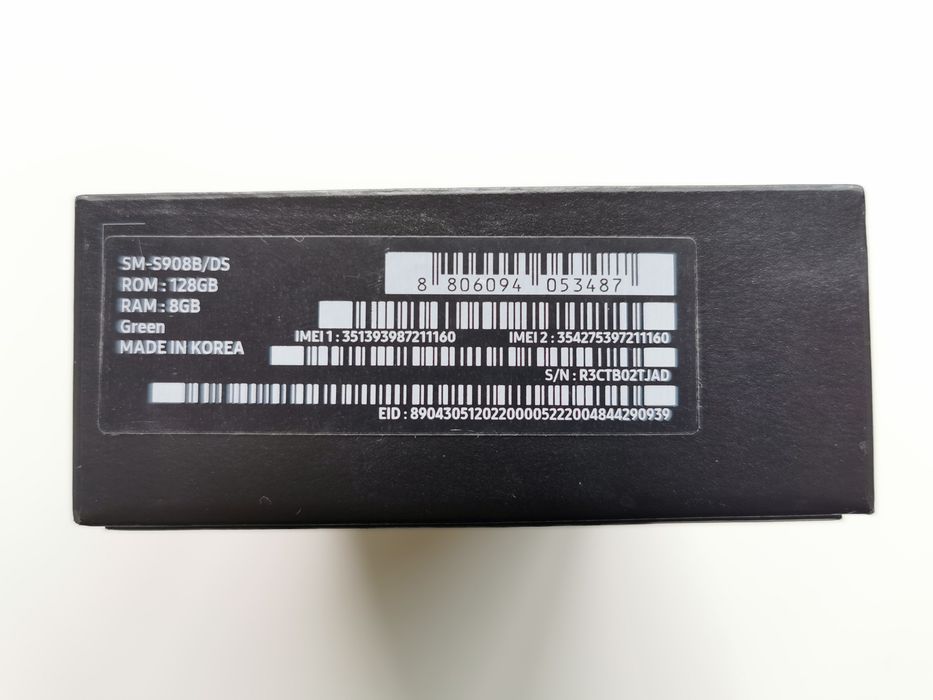 SM-S908B/DS
ROM : 128GB
RAM : 8GB
Green
MADE IN KOREA
8 806094 053487
IMEI 1 : 351393987211160 IMEI 2 : 354275397211160
S/N : R3CTB02TJAD
EID : 89043051202200005222004844290939